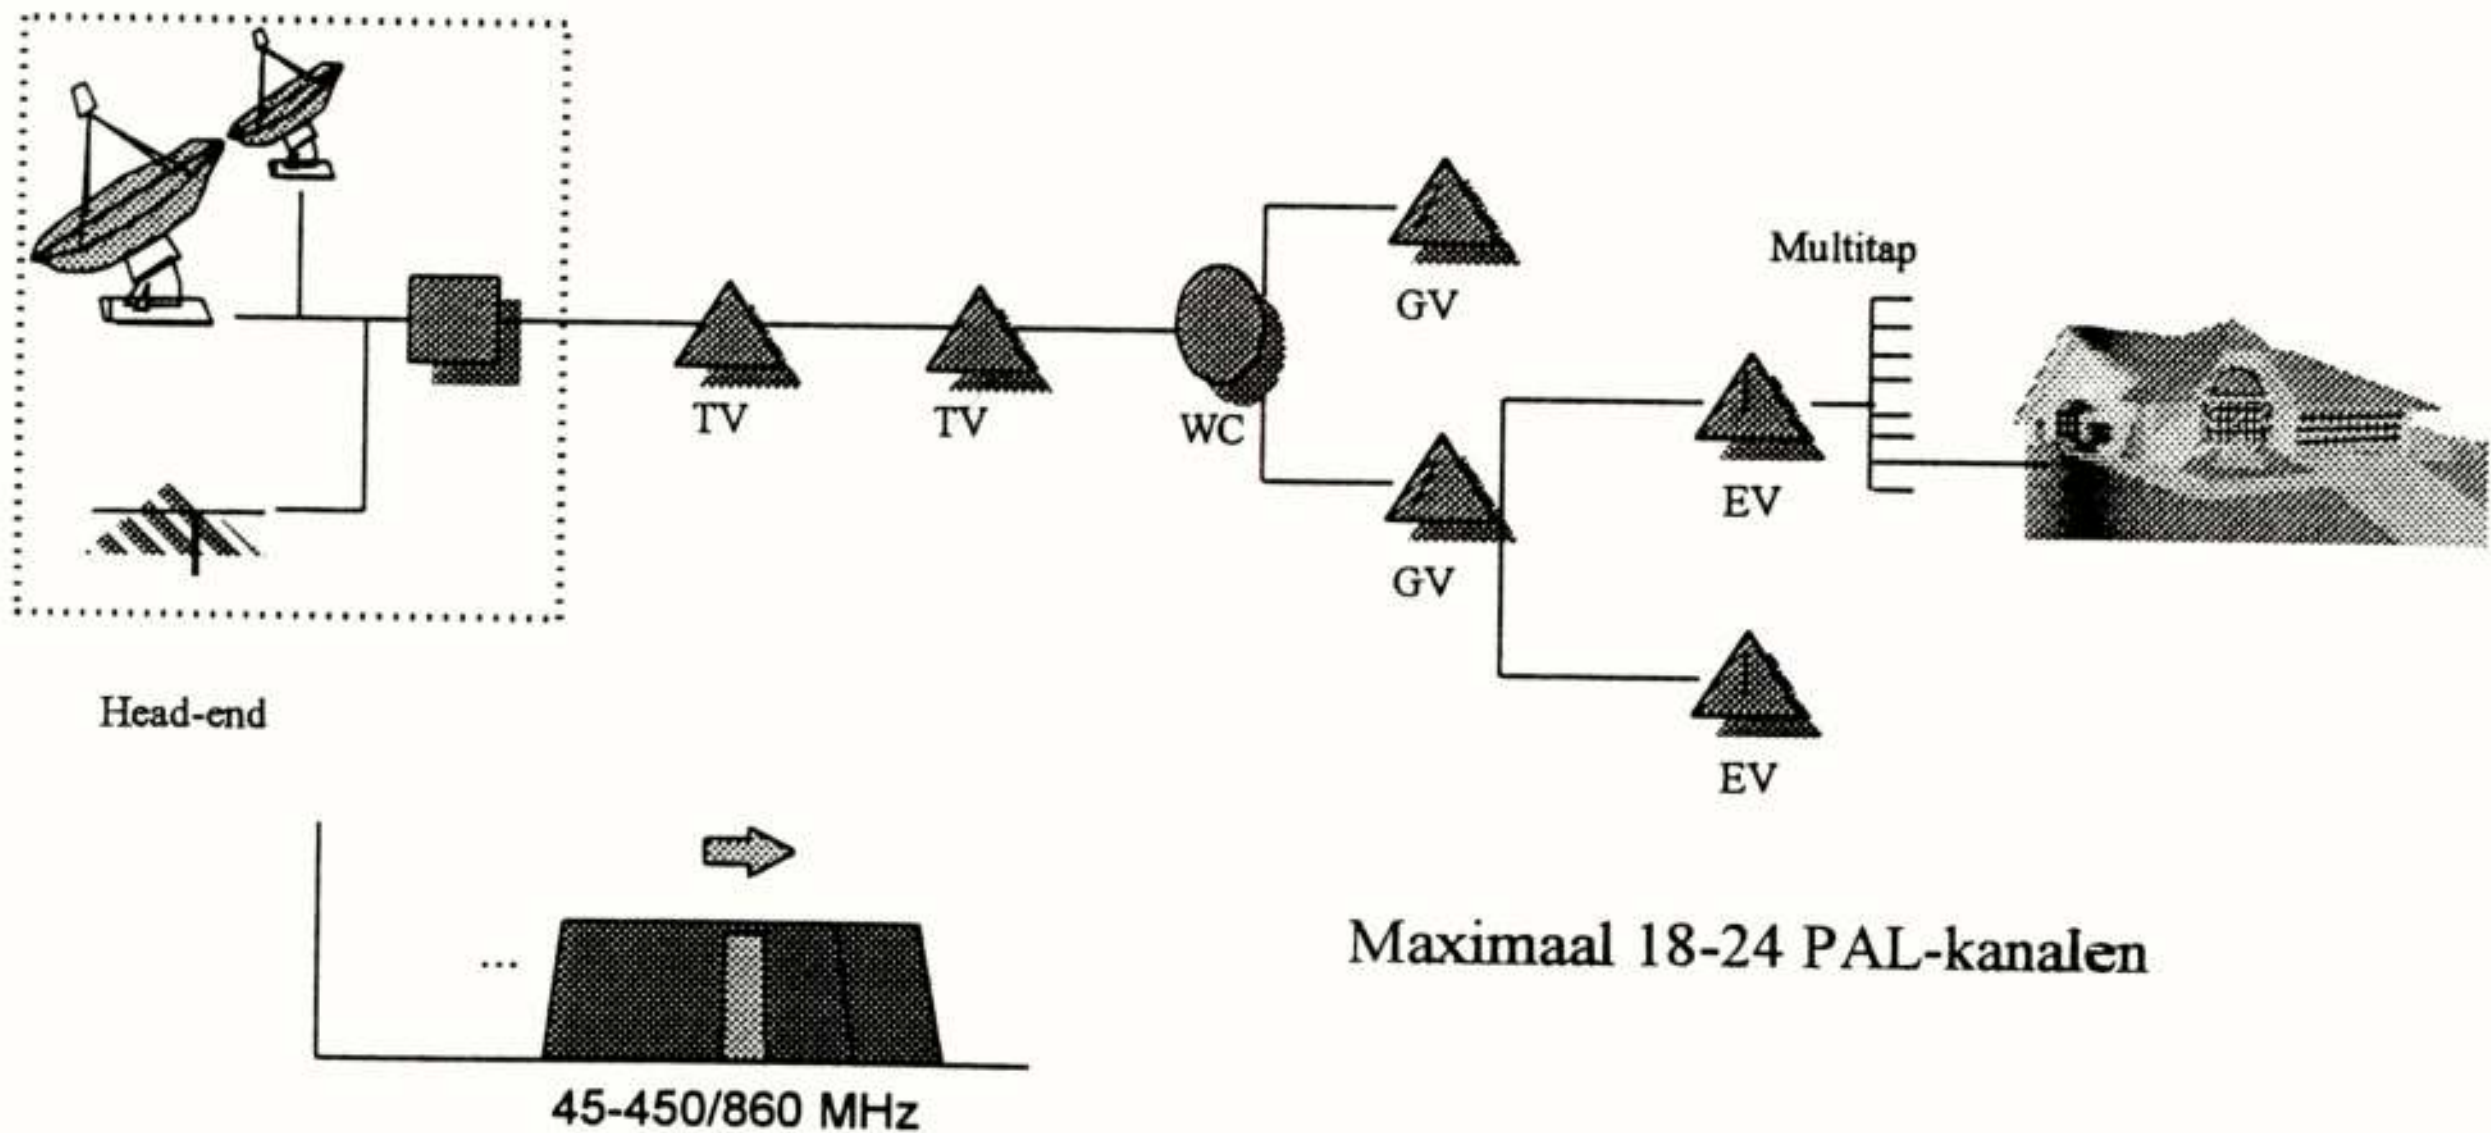 Multitap
GV
TV
TV
WC
EV
GV
Head-end
EV
...
Maximaal 18-24 PAL-kanalen
45-450/860 MHz